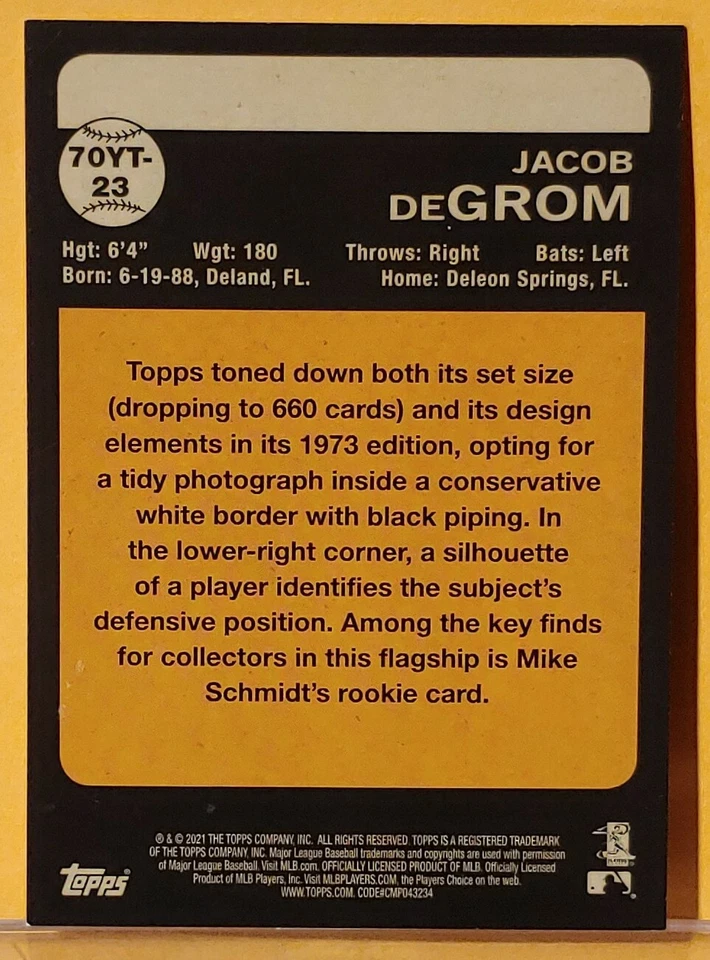 70YT-
23
JACOB
DEGROM
Hgt: 6'4" Wgt: 180 Throws: Right Bats: Left
Born: 6-19-88, Deland, FL. Home: Deleon Springs, FL.
Topps toned down both its set size
(dropping to 660 cards) and its design
elements in its 1973 edition, opting for
a tidy photograph inside a conservative
white border with black piping. In
the lower-right corner, a silhouette
of a player identifies the subject's
defensive position. Among the key finds
for collectors in this flagship is Mike
Schmidt's rookie card.
® & © 2021 THE TOPPS COMPANY, INC. ALL RIGHTS RESERVED. TOPPS IS A REGISTERED TRADEMARK
OF THE TOPPS COMPANY, INC. Major League Baseball trademarks and copyrights are used with permission
of Major League Baseball. Visit MLB.com. OFFICIALLY LICENSED PRODUCT OF MLB. Officially Licensed
Product of MLB Players, Inc. Visit MLBPLAYERS.COM, the Players Choice on the web.
WWW.TOPPS.COM. CODE#CMP043234
Topps®